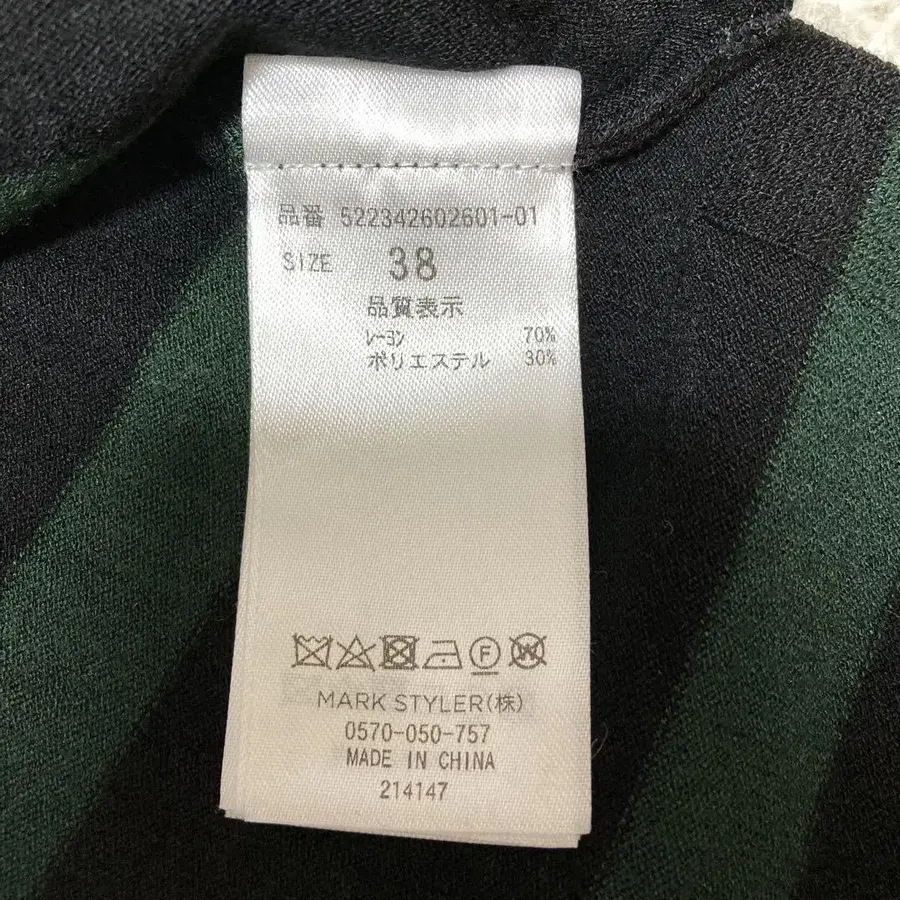 品番 522342602601-01
SIZE 38
品質表示
ﾚｰﾖﾝ 70%
ポリエステル 30%
F W
MARK STYLER(株)
0570-050-757
MADE IN CHINA
214147